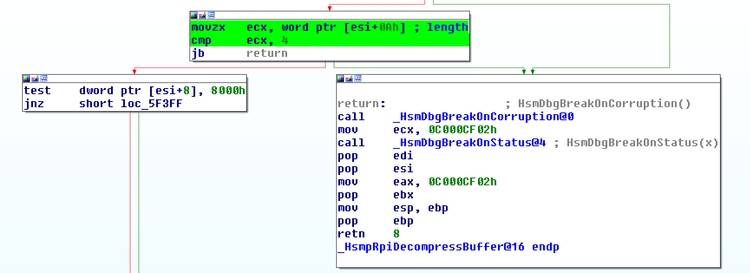 movzx ecx, word ptr [esi+0Ah] ; length
cmp ecx, 4
jb return
test dword ptr [esi+8], 8000h
jnz short loc_5F3FF
return: ; HsmDbgBreakOnCorruption()
call _HsmDbgBreakOnCorruption@0
mov ecx, 0C000CF02h
call _HsmDbgBreakOnStatus@4 ; HsmDbgBreakOnStatus(x)
pop edi
pop esi
mov eax, 0C000CF02h
pop ebx
mov esp, ebp
pop ebp
retn 8
_HsmpRpiDecompressBuffer@16 endp